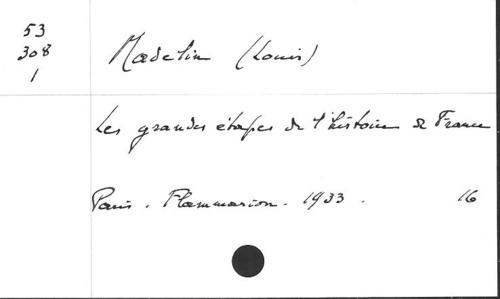 53
308
1
Madelin (Louis)
Les grandes étapes de l'histoire de France
Paris. Flammarion. 1933. 16